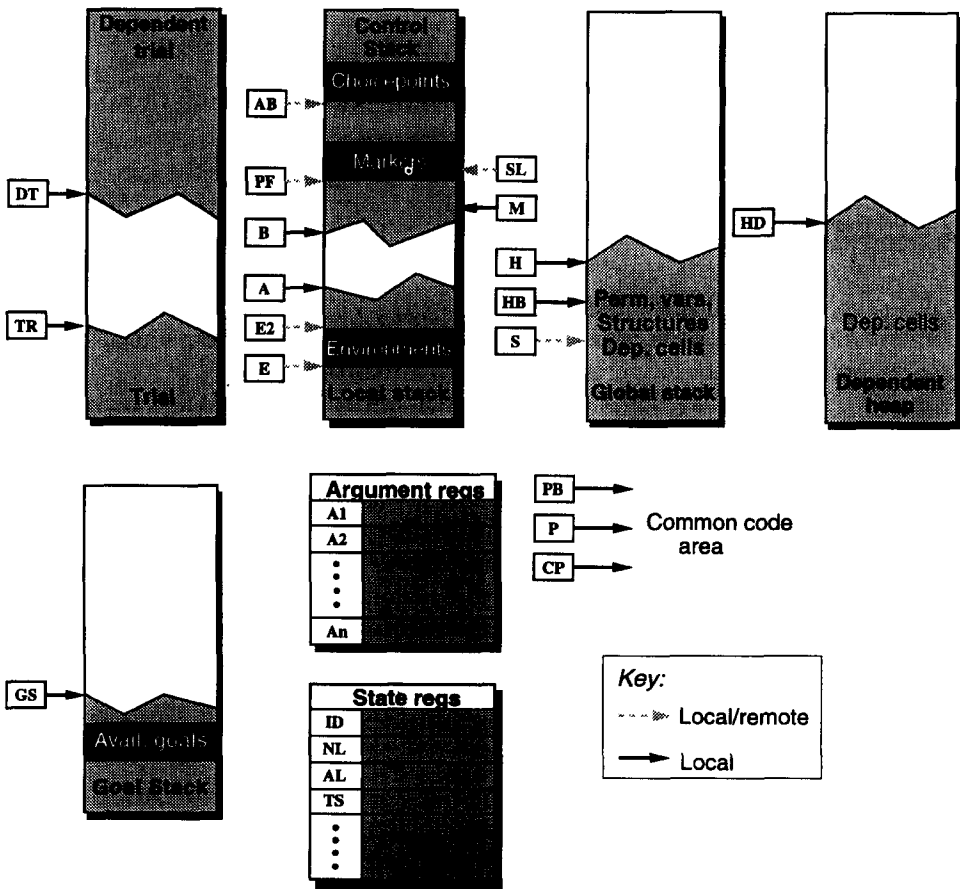 Dependent
trial
Control
Stack
Choicepoints
AB
Markers
SL
PF
DT
M
B
HD
H
A
HB
Perm. vars,
Structures
Dep. cells
TR
E2
S
Dep. cells
Environments
E
Trial
Local stack
Global stack
Dependent
heap
Argument regs
A1
A2
An
PB
P
CP
Common code
area
GS
Avail. goals
Goal Stack
State regs
ID
NL
AL
TS
Key:
Local/remote
Local